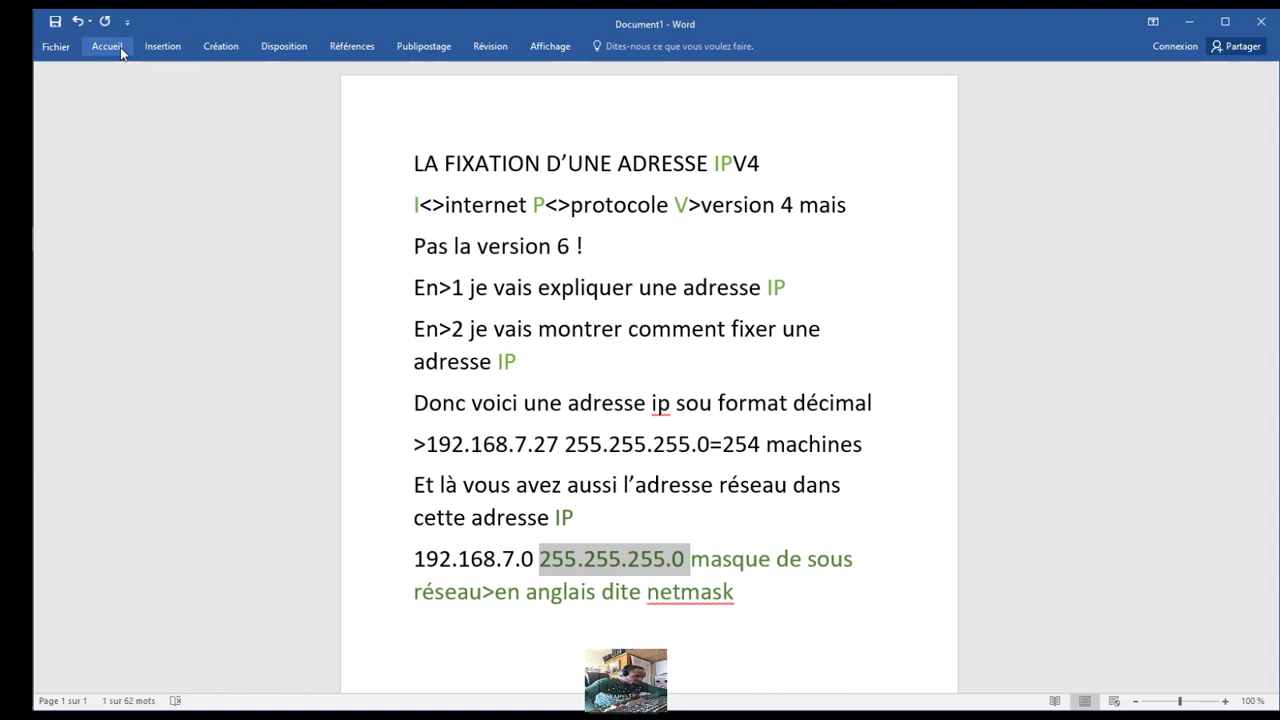 Document1 - Word
Fichier Accueil Insertion Création Disposition Références Publipostage Révision Affichage Dites-nous ce que vous voulez faire. Connexion Partager
LA FIXATION D’UNE ADRESSE IPV4
I<>internet P<>protocole V>version 4 mais
Pas la version 6 !
En>1 je vais expliquer une adresse IP
En>2 je vais montrer comment fixer une
adresse IP
Donc voici une adresse ip sou format décimal
>192.168.7.27 255.255.255.0=254 machines
Et là vous avez aussi l’adresse réseau dans
cette adresse IP
192.168.7.0 255.255.255.0 masque de sous
réseau>en anglais dite netmask
Page 1 sur 1 1 sur 62 mots 100 %